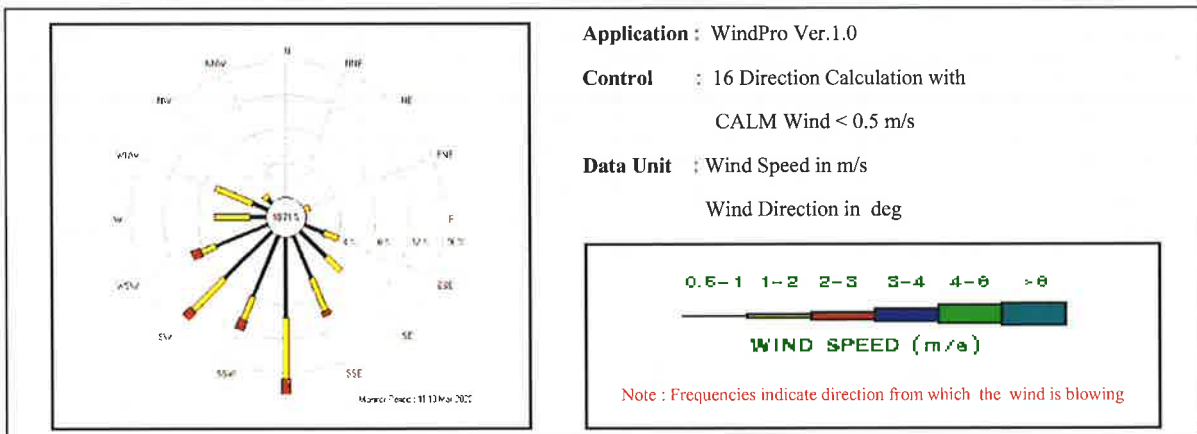 N
NNE
NE
ENE
E
ESE
SE
SSE
SSW
SW
WSW
W
WNW
NW
NNW
Application : WindPro Ver.1.0
Control : 16 Direction Calculation with
CALM Wind < 0.5 m/s
Data Unit : Wind Speed in m/s
Wind Direction in deg
0.5-1 1-2 2-3 3-4 4-6 >6
WIND SPEED (m/s)
Note : Frequencies indicate direction from which the wind is blowing